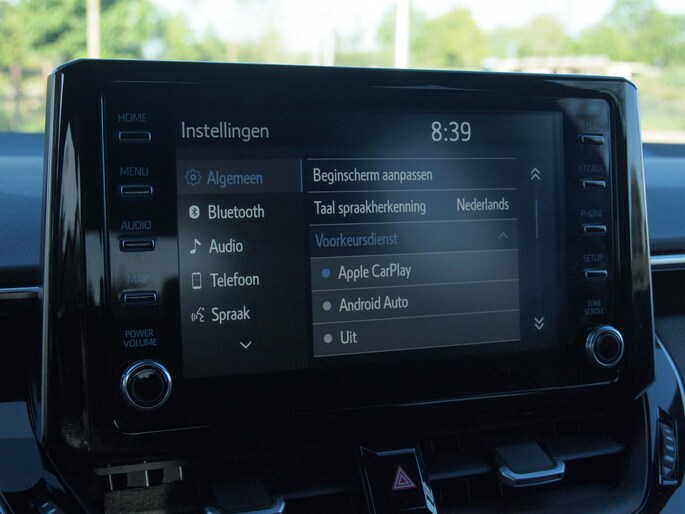 Instellingen 8:39
HOME
MENU
AUDIO
MAP
POWER
VOLUME
Algemeen
Bluetooth
Audio
Telefoon
Spraak
Beginscherm aanpassen
Taal spraakherkenning Nederlands
Voorkeursdienst
Apple CarPlay
Android Auto
Uit
TRACK
PHONE
SETUP
TUNE
SCROLL